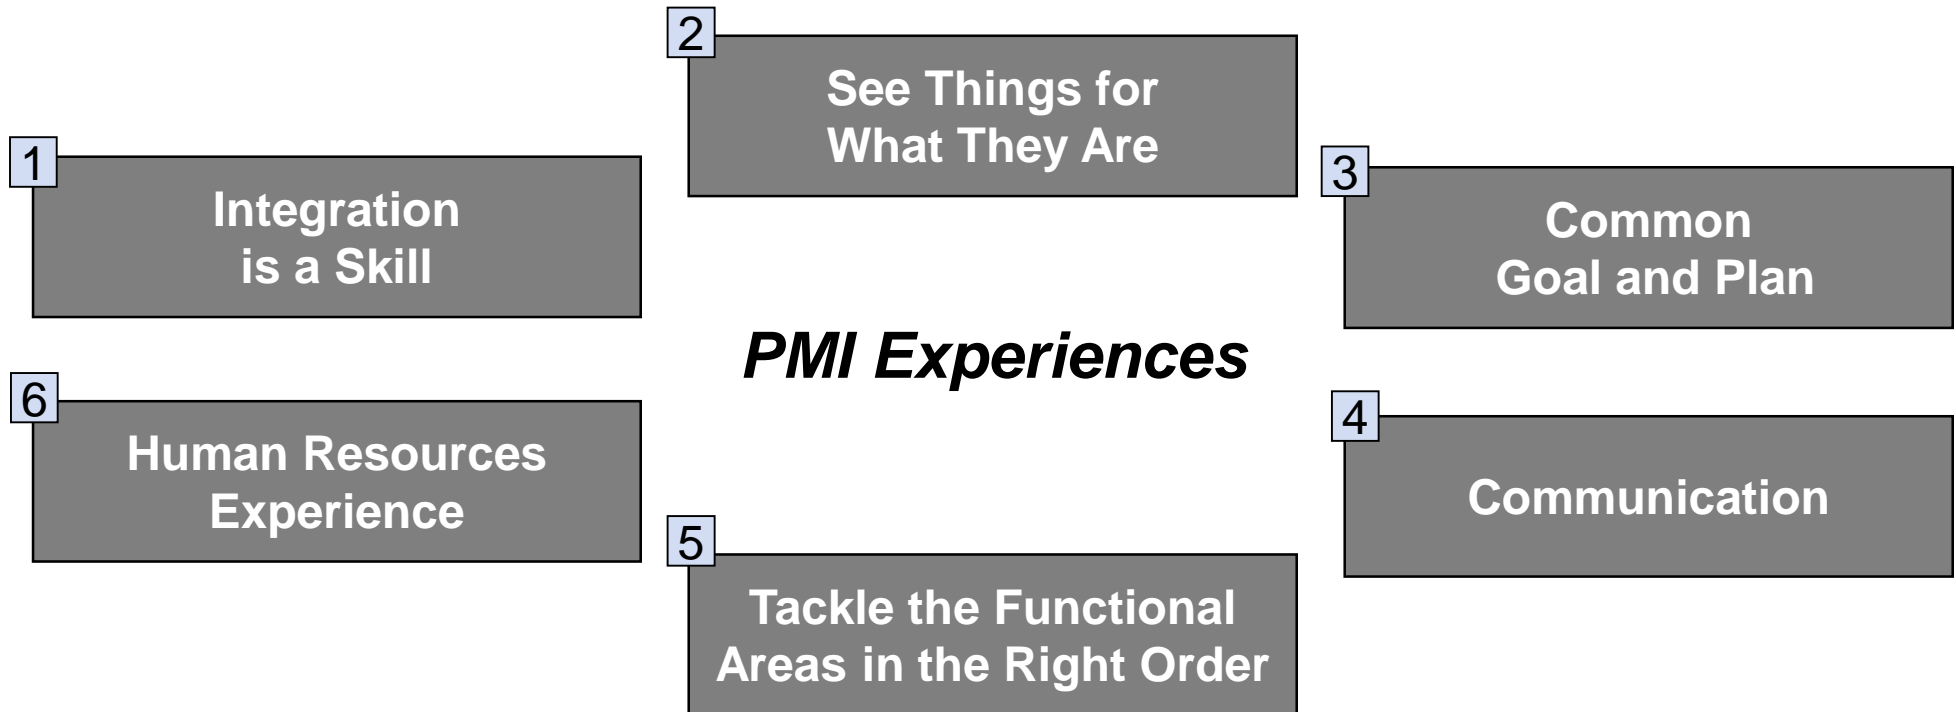 1
Integration
is a Skill
2
See Things for
What They Are
3
Common
Goal and Plan
PMI Experiences
4
Communication
5
Tackle the Functional
Areas in the Right Order
6
Human Resources
Experience